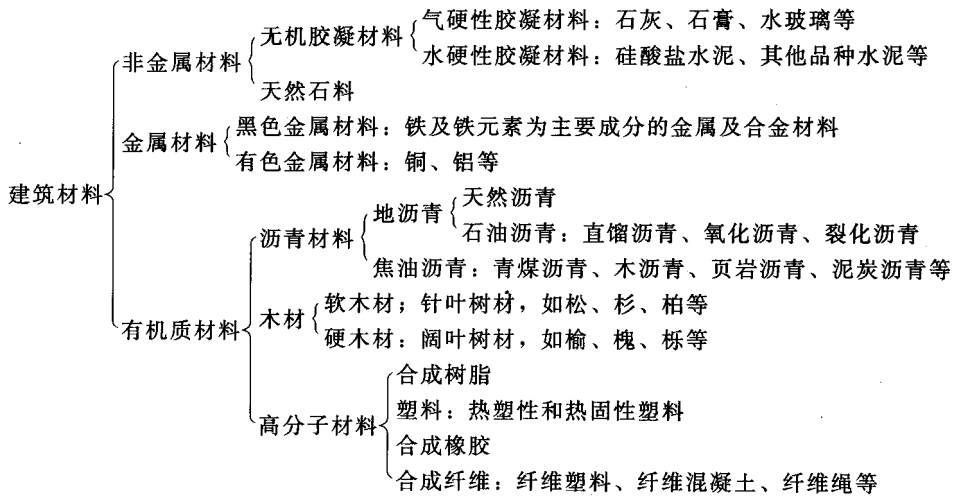 气硬性胶凝材料：石灰、石膏、水玻璃等
无机胶凝材料
水硬性胶凝材料：硅酸盐水泥、其他品种水泥等
非金属材料
天然石料
黑色金属材料：铁及铁元素为主要成分的金属及合金材料
金属材料
有色金属材料：铜、铝等
建筑材料
天然沥青
地沥青
石油沥青：直馏沥青、氧化沥青、裂化沥青
沥青材料
焦油沥青：青煤沥青、木沥青、页岩沥青、泥炭沥青等
软木材；针叶树材，如松、杉、柏等
木材
硬木材：阔叶树材，如榆、槐、栎等
有机质材料
合成树脂
塑料：热塑性和热固性塑料
高分子材料
合成橡胶
合成纤维：纤维塑料、纤维混凝土、纤维绳等